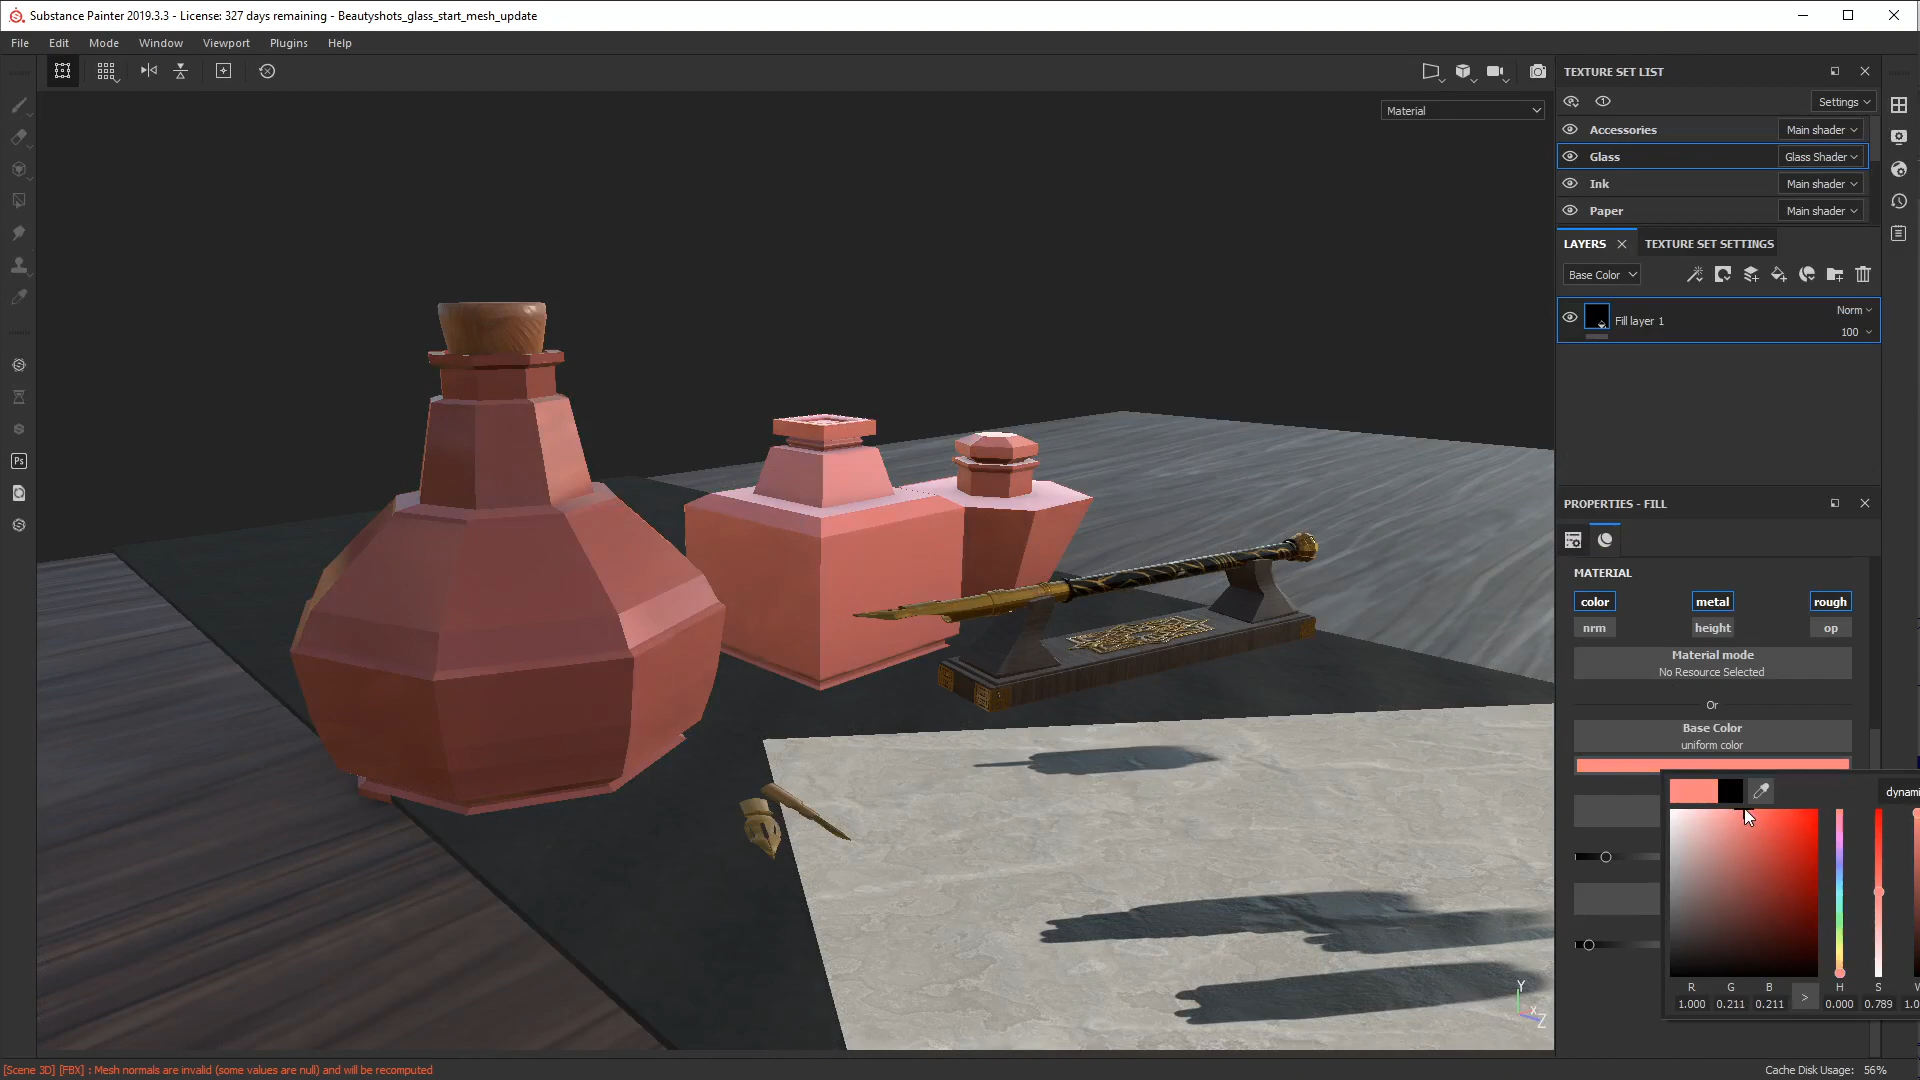 Substance Painter 2019.3.3 - License: 327 days remaining - Beautyshots_glass_start_mesh_update
File Edit Mode Window Viewport Plugins Help
Material
TEXTURE SET LIST
Settings
Accessories Main shader
Glass Glass Shader
Ink Main shader
Paper Main shader
LAYERS TEXTURE SET SETTINGS
Base Color
Fill layer 1 Norm
100
PROPERTIES - FILL
MATERIAL
color metal rough
nrm height op
Material mode
No Resource Selected
Or
Base Color
uniform color
dynami
R G B > H S
1.000 0.211 0.211 0.000 0.789 1.0
Ps
Y
X
Z
[Scene 3D] [FBX] : Mesh normals are invalid (some values are null) and will be recomputed
Cache Disk Usage: 56%